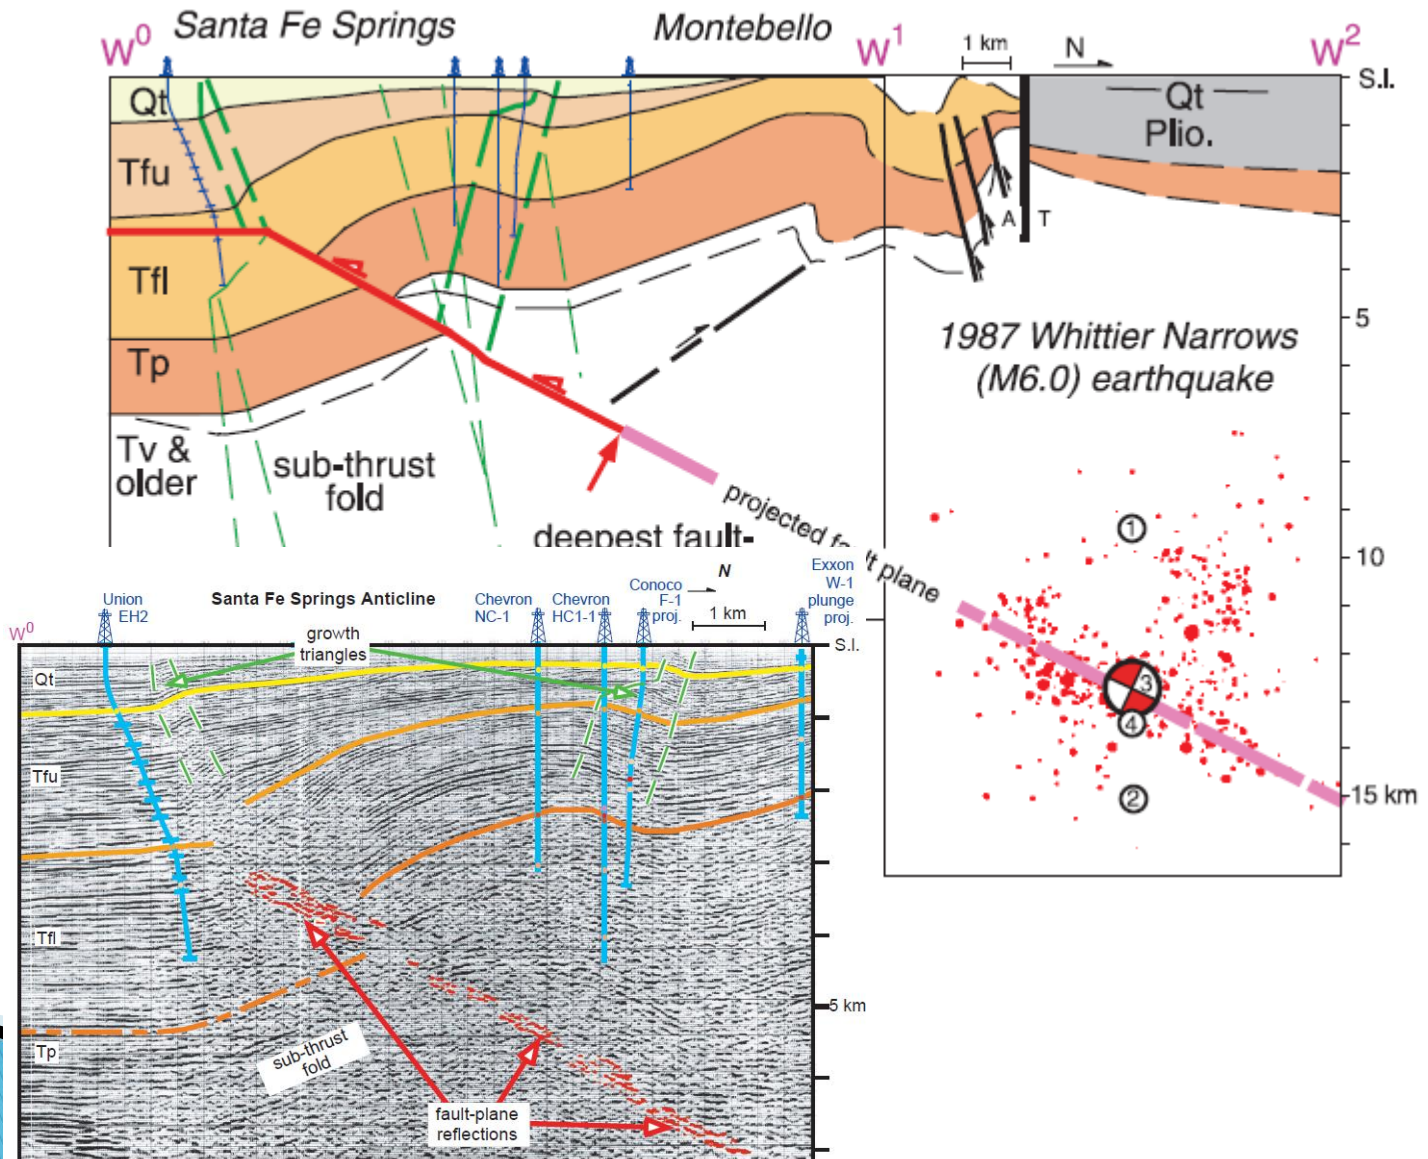 Santa Fe Springs
Montebello
W⁰
W¹
W²
1 km
N
S.l.
Qt
Tfu
Tfl
Tp
Tv &
older
sub-thrust
fold
Qt
Plio.
A
T
5
10
15 km
1987 Whittier Narrows
(M6.0) earthquake
deepest fault-
projected
lt plane
1
3
4
2
W⁰
Union
EH2
Santa Fe Springs Anticline
Chevron
NC-1
Chevron
HC1-1
Conoco
F-1
proj.
N
1 km
Exxon
W-1
plunge
proj.
S.l.
growth
triangles
Qt
Tfu
Tfl
Tp
5 km
sub-thrust
fold
fault-plane
reflections